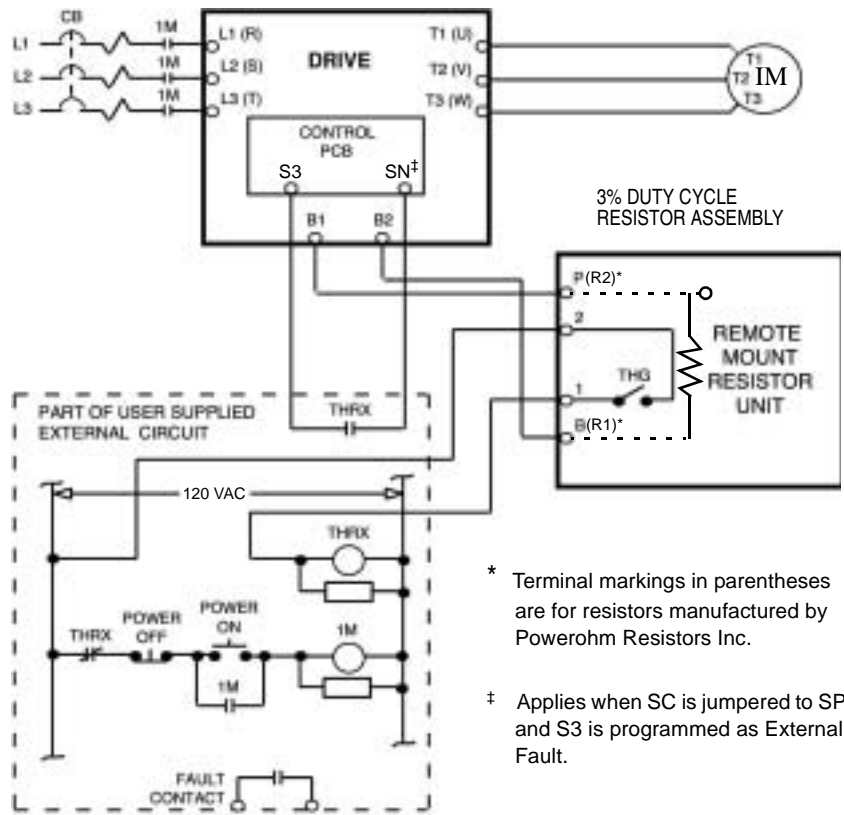 CB
1M
L1
L1 (R)
T1 (U)
1M
L2
L2 (S)
DRIVE
T2 (V)
1M
L3
L3 (T)
T3 (W)
T1
T2 IM
T3
CONTROL
PCB
S3
SN‡
B1
B2
3% DUTY CYCLE
RESISTOR ASSEMBLY
P(R2)*
2
REMOTE
MOUNT
RESISTOR
UNIT
THG
1
B(R1)*
PART OF USER SUPPLIED
EXTERNAL CIRCUIT
THRX
120 VAC
THRX
THRX
POWER
OFF
POWER
ON
1M
1M
FAULT
CONTACT
* Terminal markings in parentheses
are for resistors manufactured by
Powerohm Resistors Inc.
‡ Applies when SC is jumpered to SP
and S3 is programmed as External
Fault.